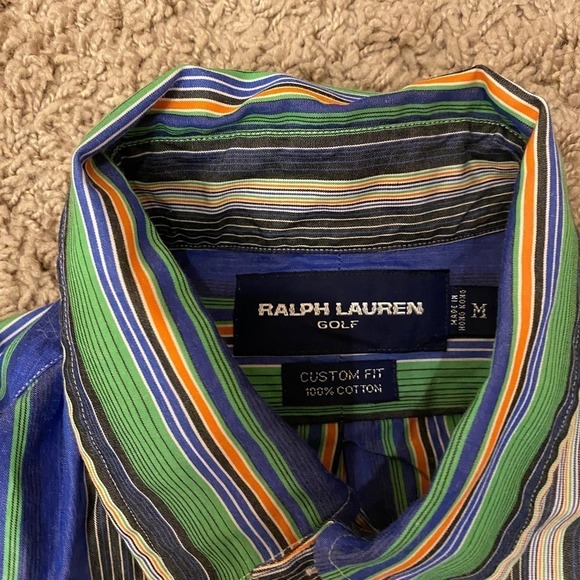 RALPH LAUREN
GOLF
MADE IN
HONG KONG
M
CUSTOM FIT
100% COTTON